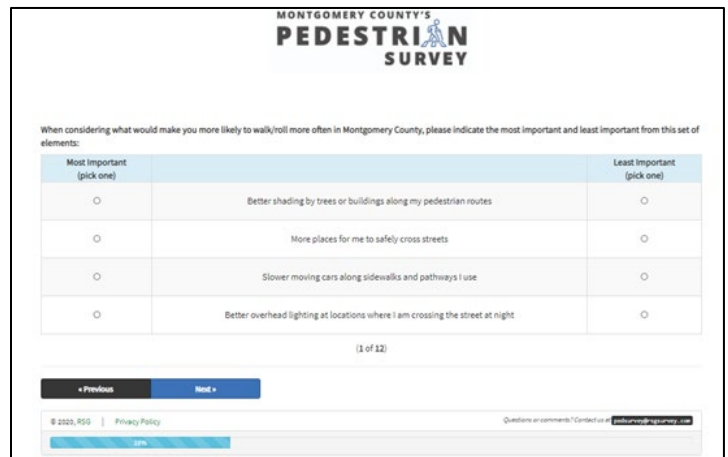 MONTGOMERY COUNTY'S
PEDESTRIAN
SURVEY
When considering what would make you more likely to walk/roll more often in Montgomery County, please indicate the most important and least important from this set of
elements:
Most Important
(pick one)
Least Important
(pick one)
Better shading by trees or buildings along my pedestrian routes
More places for me to safely cross streets
Slower moving cars along sidewalks and pathways I use
Better overhead lighting at locations where I am crossing the street at night
(1 of 12)
« Previous
Next »
© 2020, RSG | Privacy Policy
Questions or comments? Contact us at pedsurvey@rsgsurvey.com